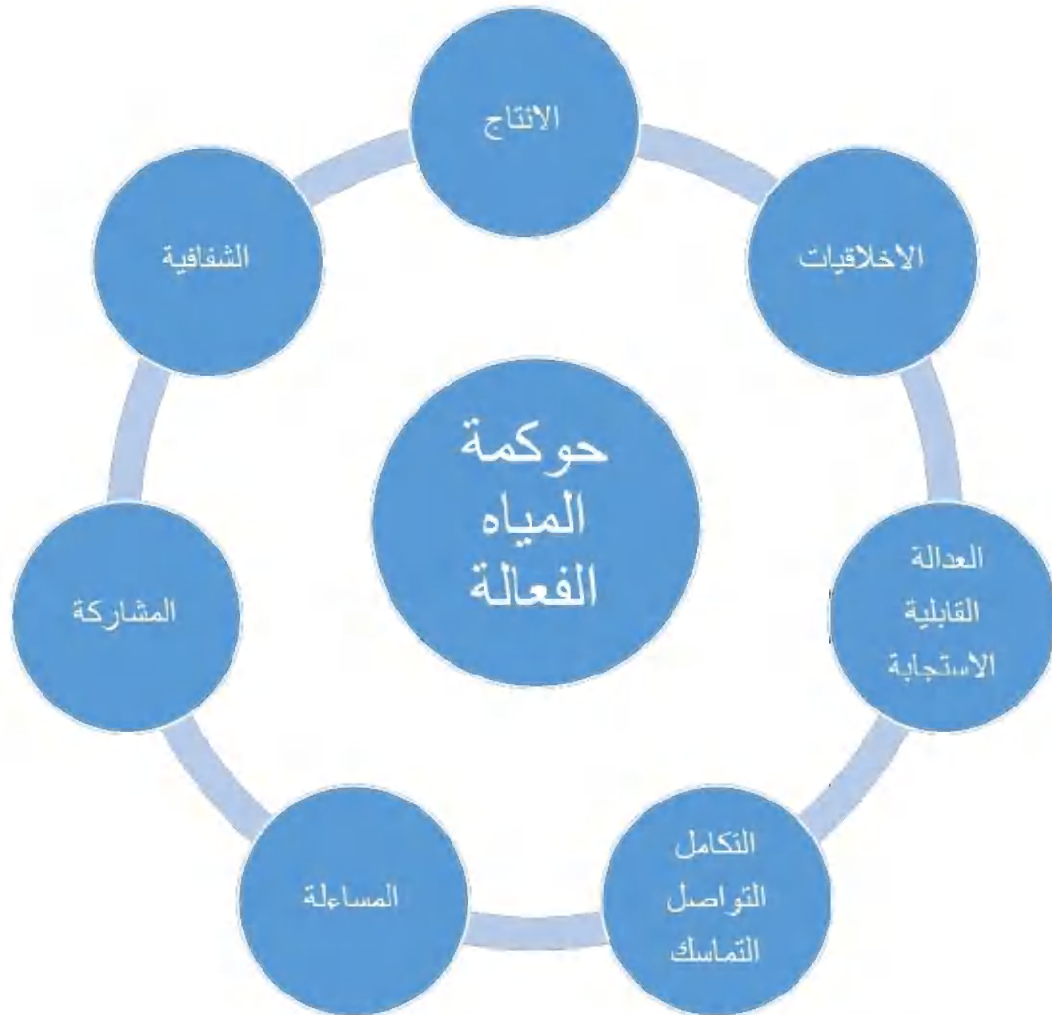 الانتاج
الاخلاقيات
العدالة
القابلية
الاستجابة
التكامل
التواصل
التماسك
المساءلة
المشاركة
الشفافية
حوكمة
المياه
الفعالة